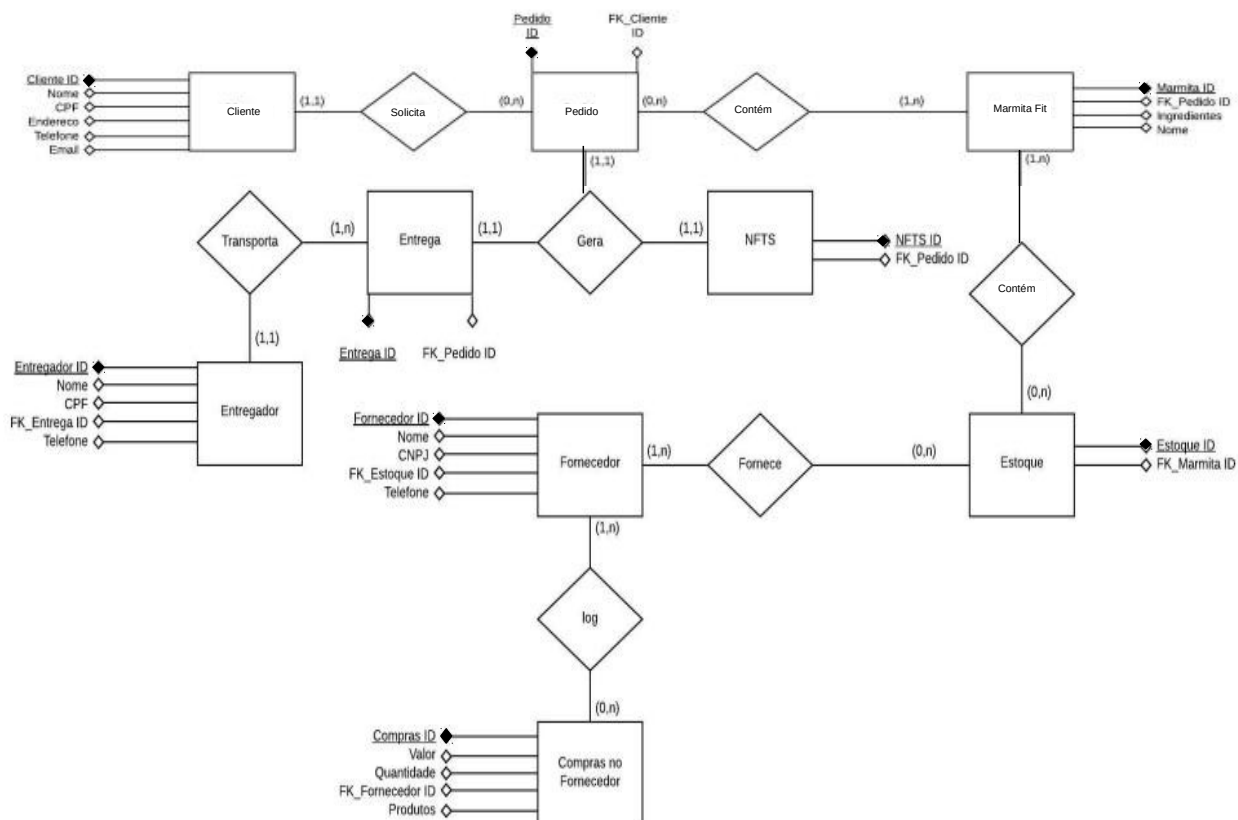 Pedido
ID
FK_Cliente
ID
Cliente ID
Nome
CPF
Endereco
Telefone
Email
Cliente
(1,1)
Solicita
(0,n)
Pedido
(0,n)
Contém
(1,n)
Marmita Fit
Marmita ID
FK_Pedido ID
Ingredientes
Nome
(1,1)
(1,n)
Transporta
(1,n)
Entrega
(1,1)
Gera
(1,1)
NFTS
NFTS ID
FK_Pedido ID
Contém
(1,1)
Entrega ID
FK_Pedido ID
Entregador ID
Nome
CPF
FK_Entrega ID
Telefone
Entregador
(0,n)
Fornecedor ID
Nome
CNPJ
FK_Estoque ID
Telefone
Fornecedor
(1,n)
Fornece
(0,n)
Estoque
Estoque ID
FK_Marmita ID
(1,n)
log
(0,n)
Compras ID
Valor
Quantidade
FK_Fornecedor ID
Produtos
Compras no
Fornecedor